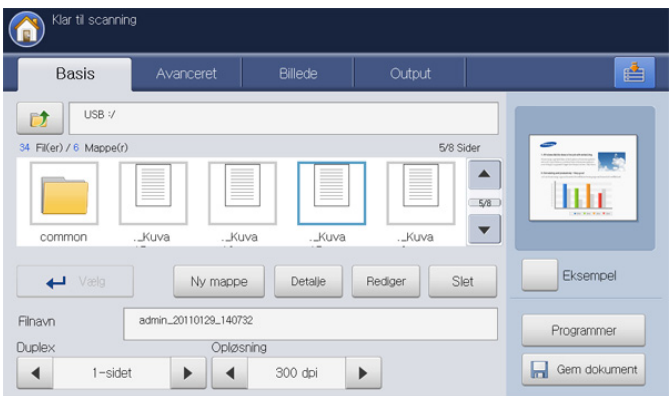 Klar til scanning
Basis Avanceret Billede Output
USB :/
34 Fil(er) / 6 Mappe(r) 5/8 Sider
5/8
common ._Kuva ._Kuva ._Kuva ._Kuva
Vælg Ny mappe Detalje Rediger Slet
Eksempel
Filnavn admin_20110129_140732
Programmer
Duplex Opløsning
1-sidet 300 dpi
Gem dokument